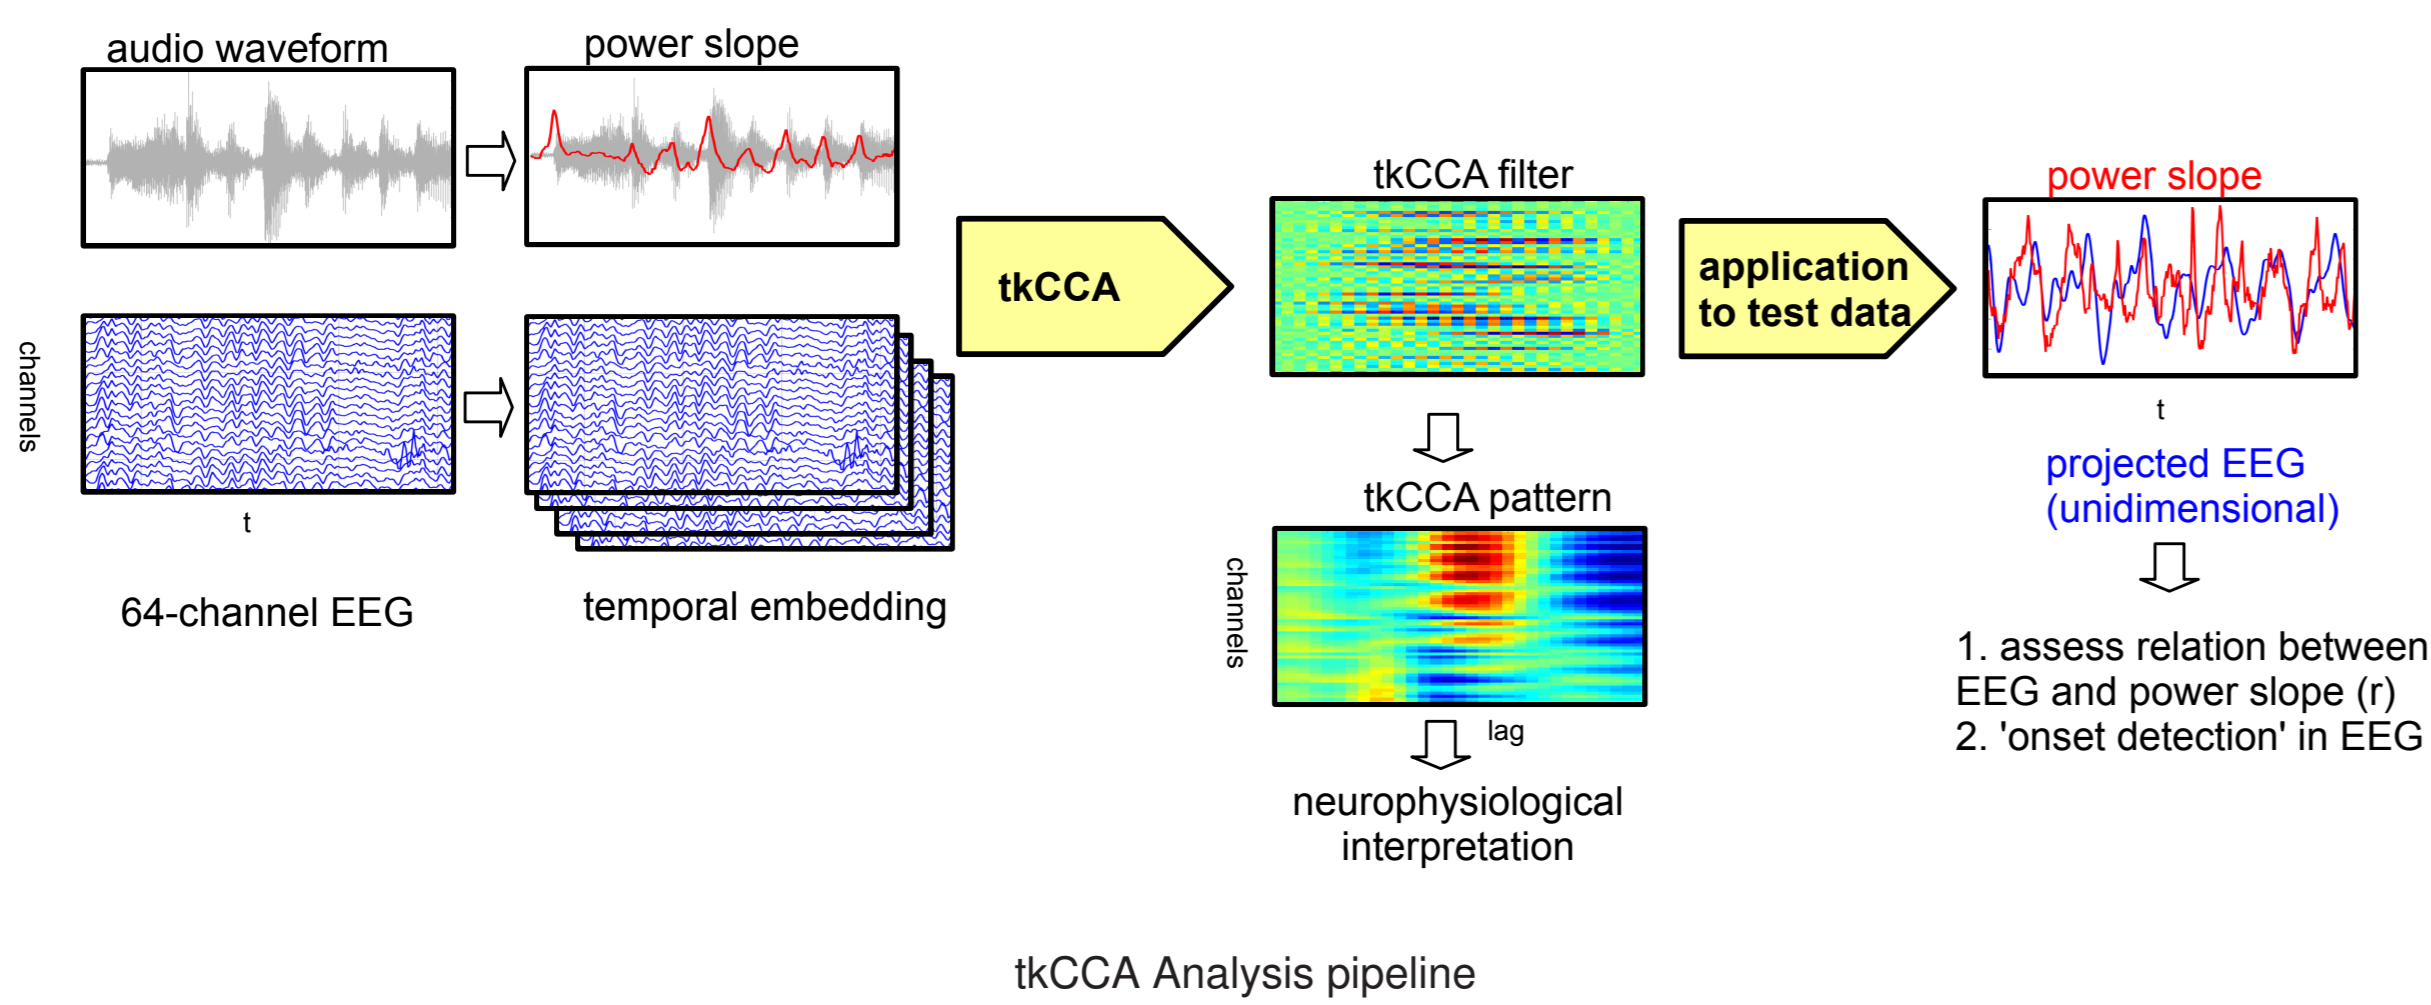 audio waveform
power slope
channels
t
64-channel EEG
temporal embedding
tkCCA
tkCCA filter
tkCCA pattern
channels
lag
neurophysiological
interpretation
application
to test data
power slope
t
projected EEG
(unidimensional)
1. assess relation between
EEG and power slope (r)
2. 'onset detection' in EEG
tkCCA Analysis pipeline